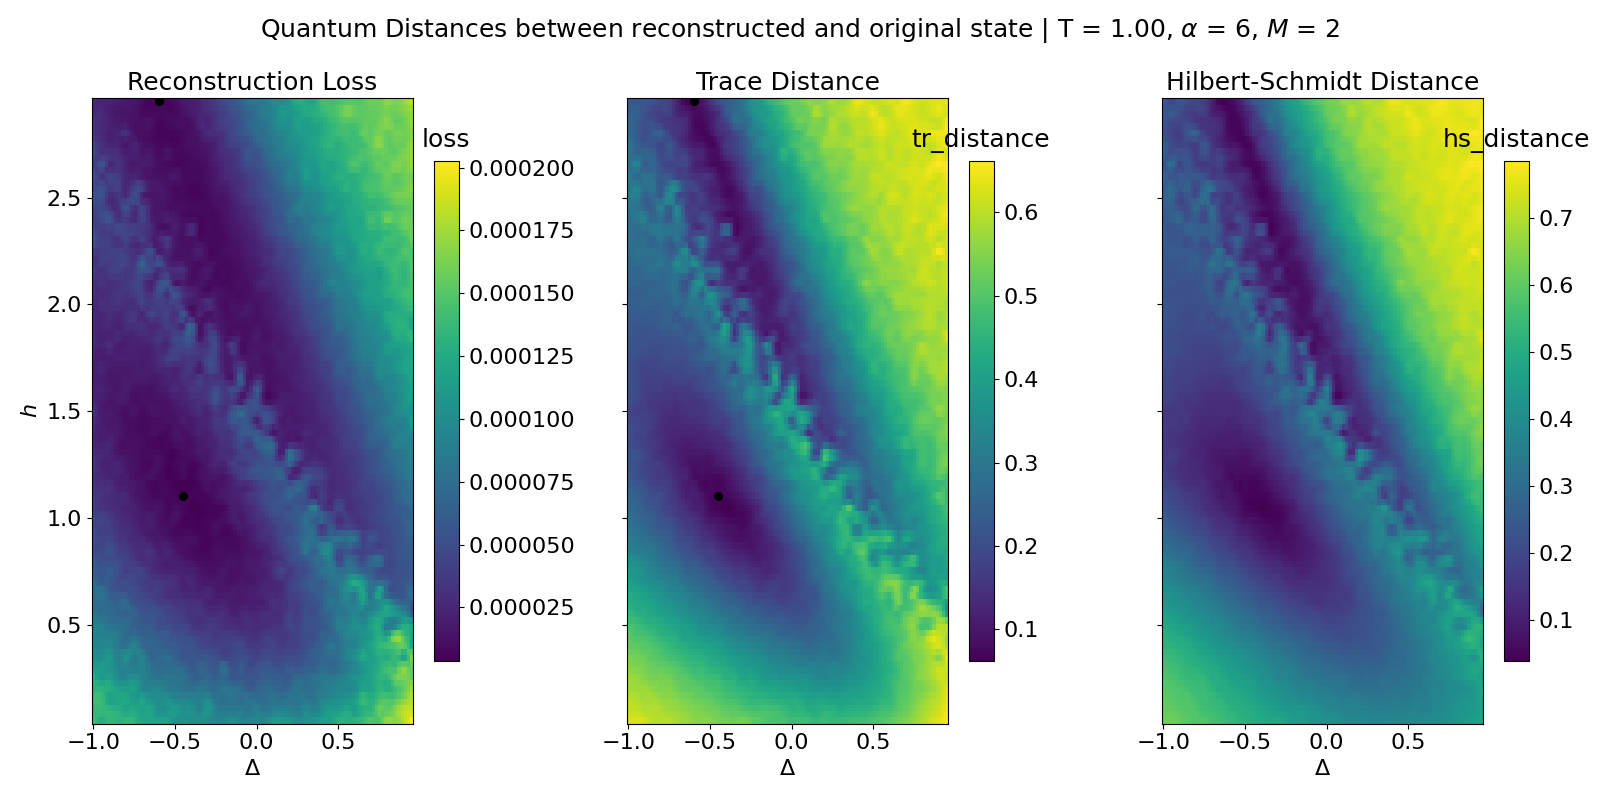 Quantum Distances between reconstructed and original state | T = 1.00, α = 6, M = 2
Reconstruction Loss
Trace Distance
Hilbert-Schmidt Distance
loss
tr_distance
hs_distance
0.000200
0.000175
0.000150
0.000125
0.000100
0.000075
0.000050
0.000025
0.6
0.5
0.4
0.3
0.2
0.1
0.7
0.6
0.5
0.4
0.3
0.2
0.1
h
2.5
2.0
1.5
1.0
0.5
−1.0 −0.5 0.0 0.5
−1.0 −0.5 0.0 0.5
−1.0 −0.5 0.0 0.5
Δ
Δ
Δ